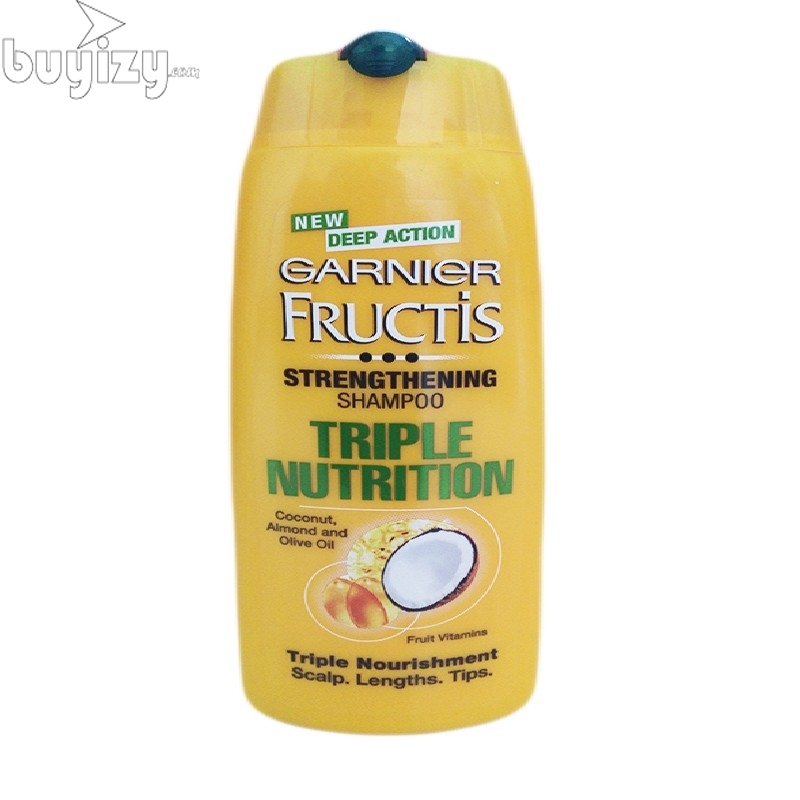 buyizy.com
NEW
DEEP ACTION
GARNIER
FRUCTIS
STRENGTHENING
SHAMPOO
TRIPLE
NUTRITION
Coconut,
Almond and
Olive Oil
Fruit Vitamins
Triple Nourishment
Scalp. Lengths. Tips.